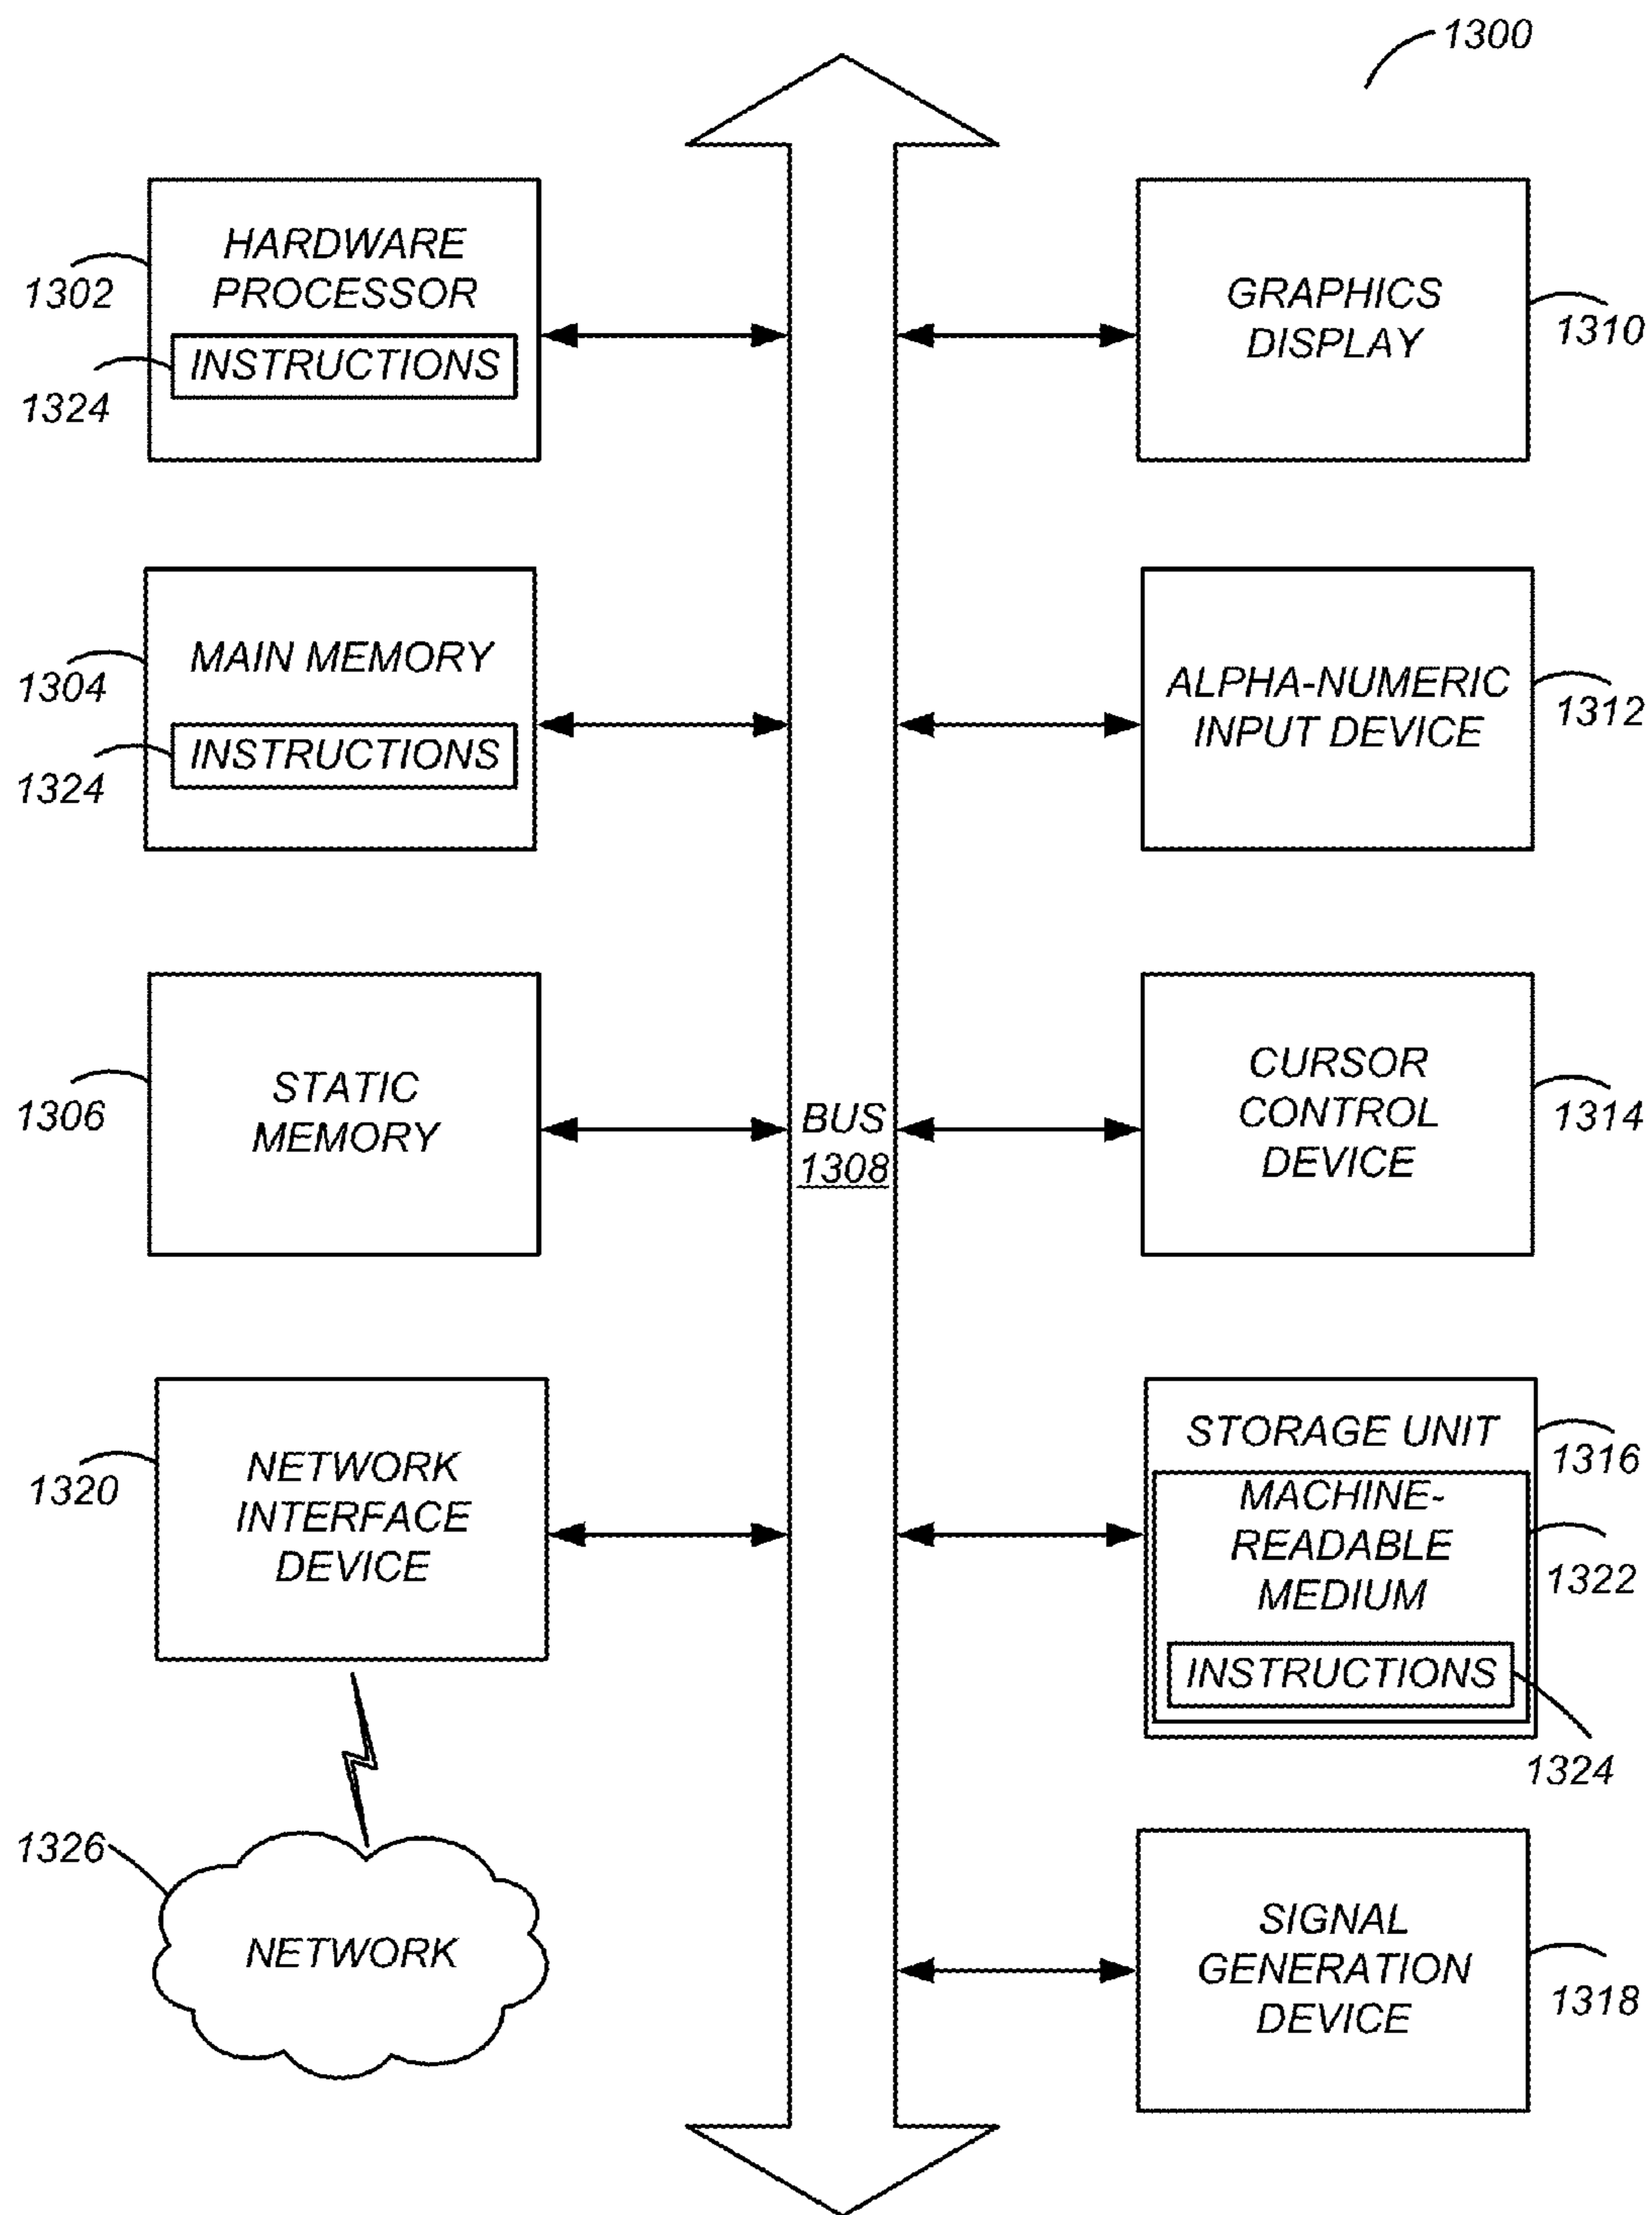 1300
HARDWARE
PROCESSOR
1302
INSTRUCTIONS
1324
GRAPHICS
DISPLAY
1310
MAIN MEMORY
1304
INSTRUCTIONS
1324
ALPHA-NUMERIC
INPUT DEVICE
1312
STATIC
MEMORY
1306
BUS
1308
CURSOR
CONTROL
DEVICE
1314
NETWORK
INTERFACE
DEVICE
1320
STORAGE UNIT
1316
MACHINE-
READABLE
MEDIUM
1322
INSTRUCTIONS
1324
1326
NETWORK
SIGNAL
GENERATION
DEVICE
1318